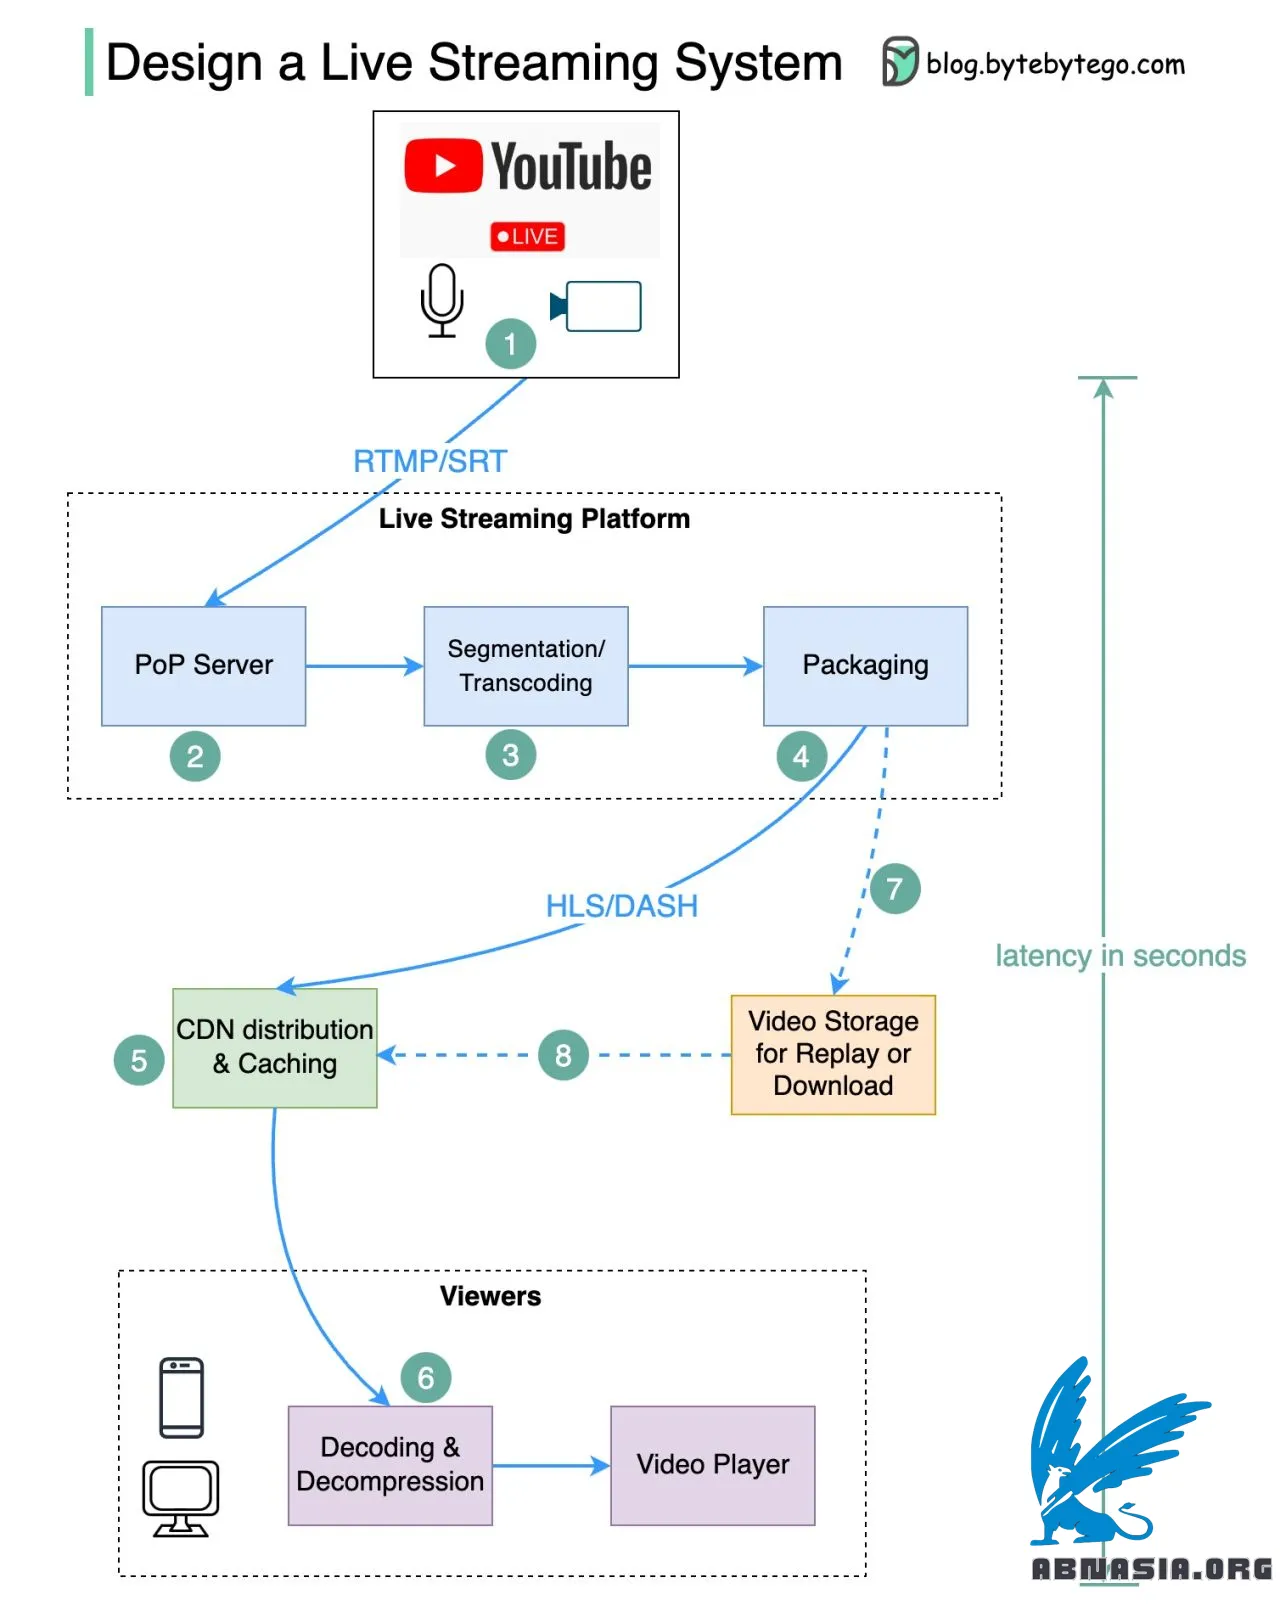 Design a Live Streaming System
blog.bytebytego.com
YouTube
LIVE
1
RTMP/SRT
Live Streaming Platform
PoP Server
Segmentation/
Transcoding
Packaging
2
3
4
7
HLS/DASH
latency in seconds
CDN distribution
& Caching
5
8
Video Storage
for Replay or
Download
Viewers
6
Decoding &
Decompression
Video Player
ABNASIA.ORG